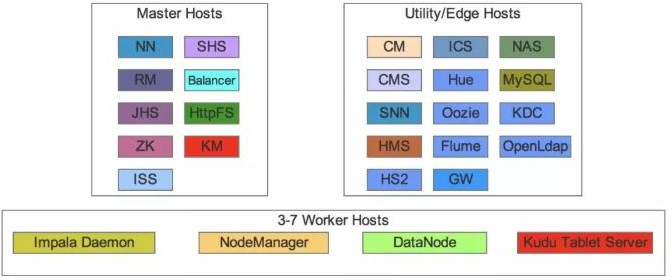 Master Hosts
NN SHS
RM Balancer
JHS HttpFS
ZK KM
ISS
Utility/Edge Hosts
CM ICS NAS
CMS Hue MySQL
SNN Oozie KDC
HMS Flume OpenLdap
HS2 GW
3-7 Worker Hosts
Impala Daemon NodeManager DataNode Kudu Tablet Server